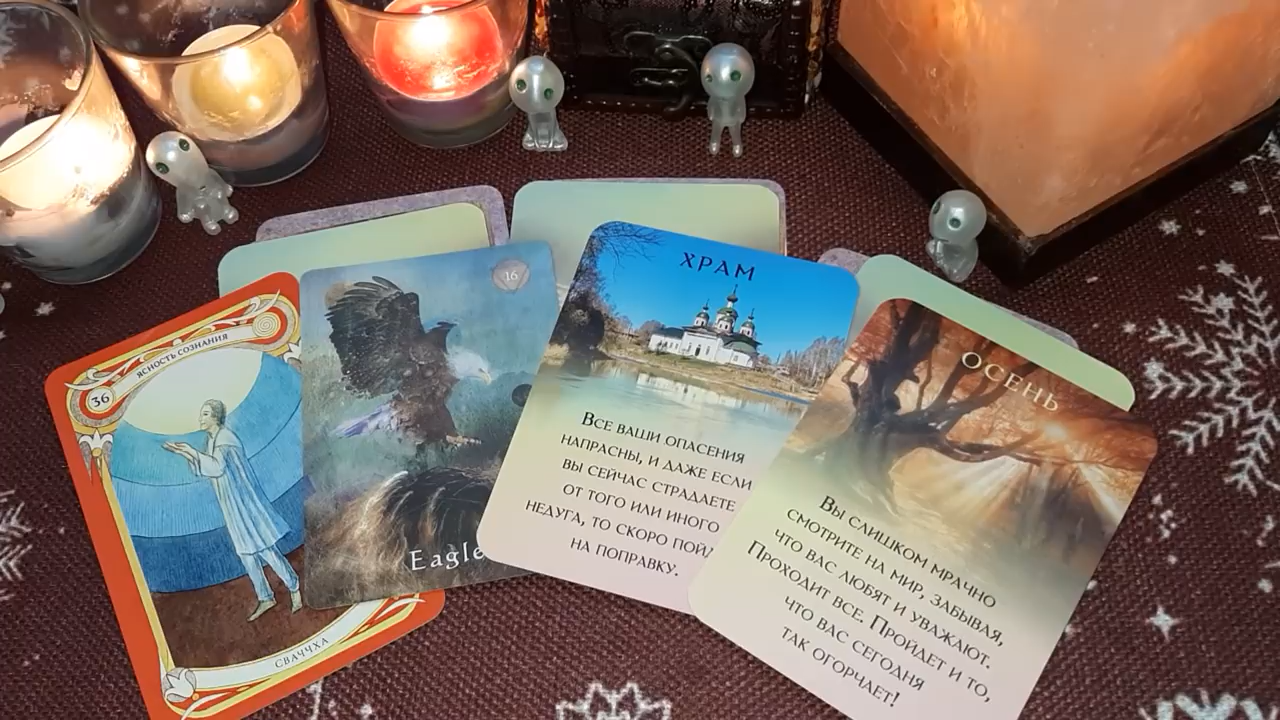 36
ЯСНОСТЬ СОЗНАНИЯ
СВАЧЧХА
16
Eagle
ХРАМ
ВСЕ ВАШИ ОПАСЕНИЯ
НАПРАСНЫ, И ДАЖЕ ЕСЛИ
ВЫ СЕЙЧАС СТРАДАЕТЕ
ОТ ТОГО ИЛИ ИНОГО
НЕДУГА, ТО СКОРО
НА ПОПРАВКУ.
ОСЕНЬ
ВЫ СЛИШКОМ МРАЧНО
СМОТРИТЕ НА МИР, ЗАБЫВАЯ,
ЧТО ВАС ЛЮБЯТ И УВАЖАЮТ.
ПРОХОДИТ ВСЕ. ПРОЙДЕТ И ТО,
ЧТО ВАС СЕГОДНЯ
ТАК ОГОРЧАЕТ!